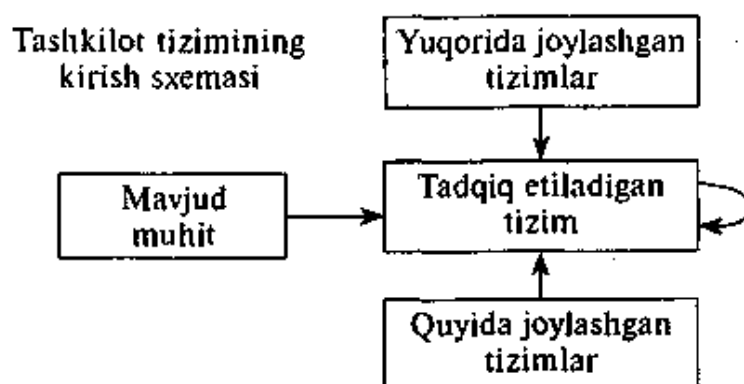 Tashkilot tizimining
kirish sxemasi
Yuqorida joylashgan
tizimlar
Mavjud
muhit
Tadqiq etiladigan
tizim
Quyida joylashgan
tizimlar